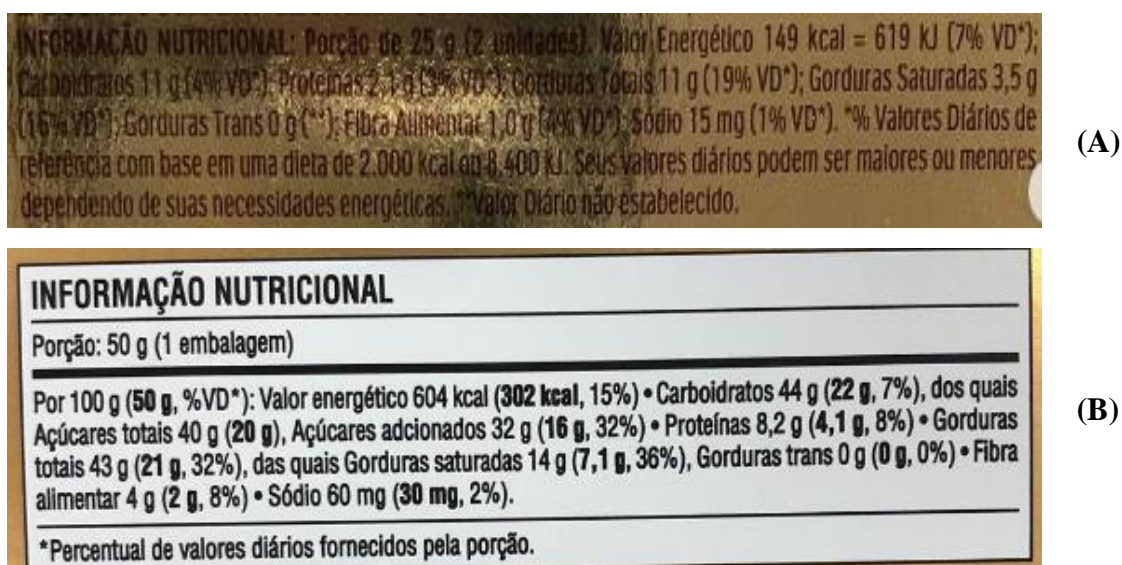 INFORMAÇÃO NUTRICIONAL: Porção de 25 g (2 unidades). Valor Energético 149 kcal = 619 kJ (7% VD*);
Carboidratos 11 g (4% VD*); Proteínas 2,1 g (3% VD*); Gorduras Totais 11 g (19% VD*); Gorduras Saturadas 3,5 g
(16% VD*); Gorduras Trans 0 g (**); Fibra Alimentar 1,0 g (4% VD*); Sódio 15 mg (1% VD*). *% Valores Diários de
referência com base em uma dieta de 2.000 kcal ou 8.400 kJ. Seus valores diários podem ser maiores ou menores
dependendo de suas necessidades energéticas. **Valor Diário não estabelecido.
(A)
INFORMAÇÃO NUTRICIONAL
Porção: 50 g (1 embalagem)
Por 100 g (50 g, %VD*): Valor energético 604 kcal (302 kcal, 15%) • Carboidratos 44 g (22 g, 7%), dos quais
Açúcares totais 40 g (20 g), Açúcares adcionados 32 g (16 g, 32%) • Proteínas 8,2 g (4,1 g, 8%) • Gorduras
totais 43 g (21 g, 32%), das quais Gorduras saturadas 14 g (7,1 g, 36%), Gorduras trans 0 g (0 g, 0%) • Fibra
alimentar 4 g (2 g, 8%) • Sódio 60 mg (30 mg, 2%).
*Percentual de valores diários fornecidos pela porção.
(B)